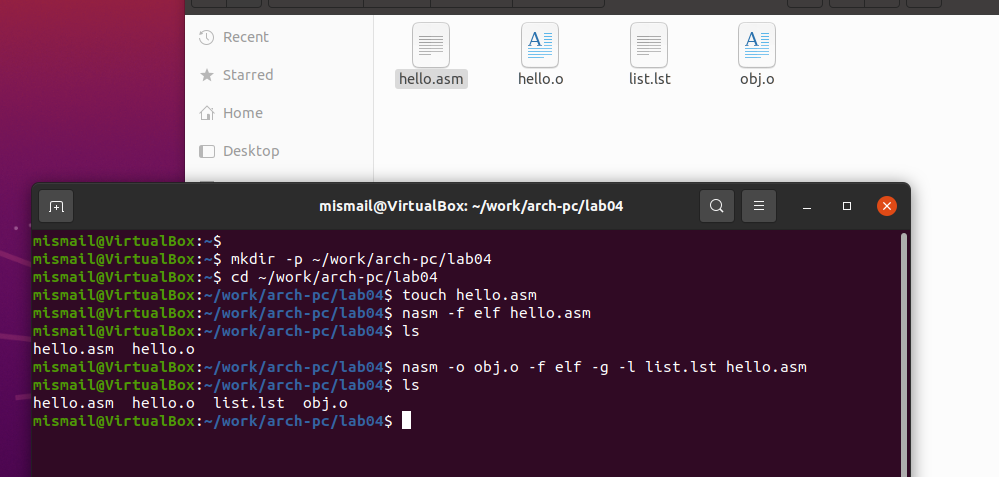 Recent
Starred
Home
Desktop
hello.asm
hello.o
list.lst
obj.o
mismail@VirtualBox: ~/work/arch-pc/lab04
mismail@VirtualBox:~$
mismail@VirtualBox:~$ mkdir -p ~/work/arch-pc/lab04
mismail@VirtualBox:~$ cd ~/work/arch-pc/lab04
mismail@VirtualBox:~/work/arch-pc/lab04$ touch hello.asm
mismail@VirtualBox:~/work/arch-pc/lab04$ nasm -f elf hello.asm
mismail@VirtualBox:~/work/arch-pc/lab04$ ls
hello.asm  hello.o
mismail@VirtualBox:~/work/arch-pc/lab04$ nasm -o obj.o -f elf -g -l list.lst hello.asm
mismail@VirtualBox:~/work/arch-pc/lab04$ ls
hello.asm  hello.o  list.lst  obj.o
mismail@VirtualBox:~/work/arch-pc/lab04$